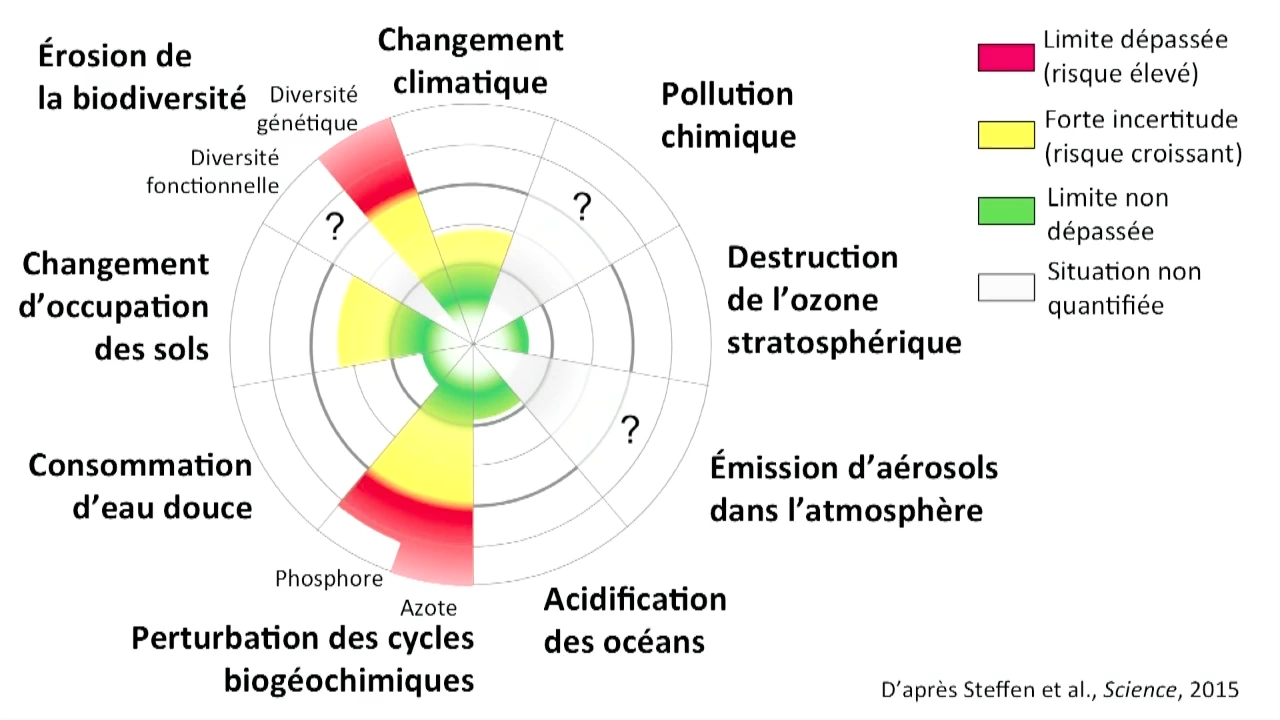 Érosion de
la biodiversité
Diversité
génétique
Diversité
fonctionnelle
Changement
climatique
Pollution
chimique
Destruction
de l’ozone
stratosphérique
Émission d’aérosols
dans l’atmosphère
Acidification
des océans
Azote
Phosphore
Perturbation des cycles
biogéochimiques
Consommation
d’eau douce
Changement
d’occupation
des sols
?
?
?
Limite dépassée
(risque élevé)
Forte incertitude
(risque croissant)
Limite non
dépassée
Situation non
quantifiée
D’après Steffen et al., Science, 2015